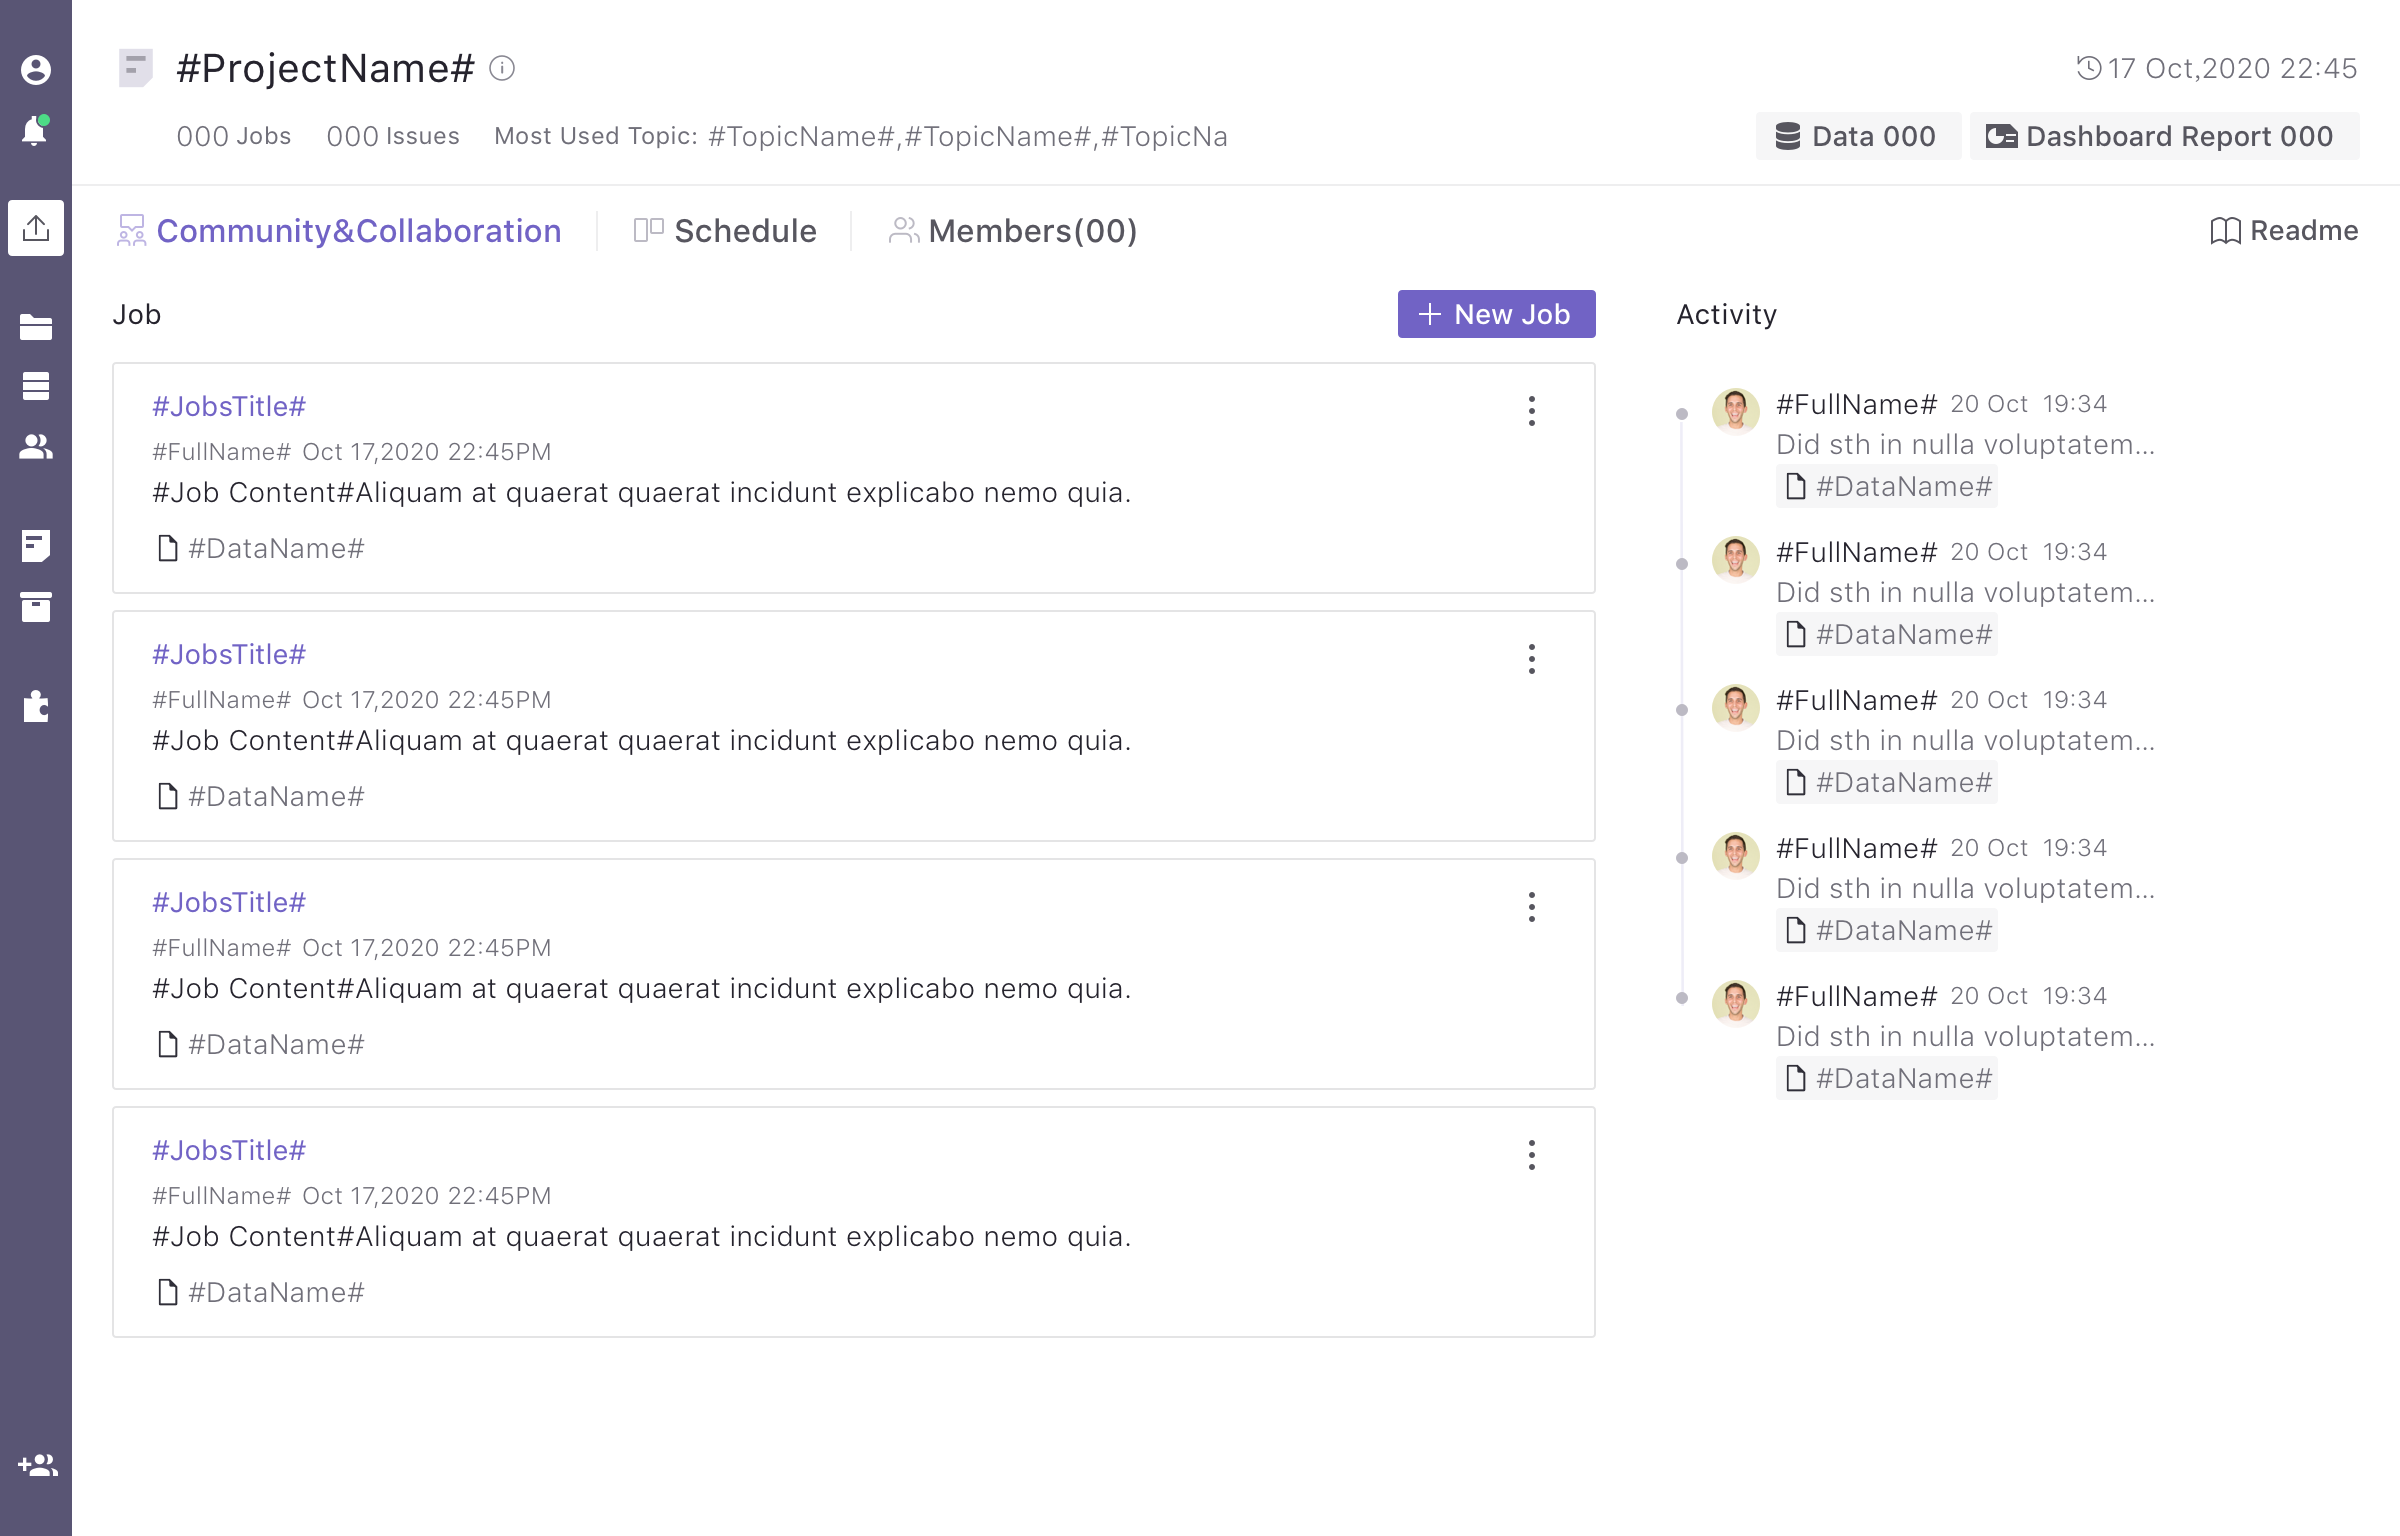 #ProjectName#
17 Oct,2020 22:45
000 Jobs 000 Issues Most Used Topic: #TopicName#,#TopicName#,#TopicNa
Data 000 Dashboard Report 000
Community&Collaboration Schedule Members(00) Readme
Job
New Job
#JobsTitle#
#FullName# Oct 17,2020 22:45PM
#Job Content#Aliquam at quaerat quaerat incidunt explicabo nemo quia.
#DataName#
#JobsTitle#
#FullName# Oct 17,2020 22:45PM
#Job Content#Aliquam at quaerat quaerat incidunt explicabo nemo quia.
#DataName#
#JobsTitle#
#FullName# Oct 17,2020 22:45PM
#Job Content#Aliquam at quaerat quaerat incidunt explicabo nemo quia.
#DataName#
#JobsTitle#
#FullName# Oct 17,2020 22:45PM
#Job Content#Aliquam at quaerat quaerat incidunt explicabo nemo quia.
#DataName#
Activity
#FullName# 20 Oct 19:34
Did sth in nulla voluptatem...
#DataName#
#FullName# 20 Oct 19:34
Did sth in nulla voluptatem...
#DataName#
#FullName# 20 Oct 19:34
Did sth in nulla voluptatem...
#DataName#
#FullName# 20 Oct 19:34
Did sth in nulla voluptatem...
#DataName#
#FullName# 20 Oct 19:34
Did sth in nulla voluptatem...
#DataName#